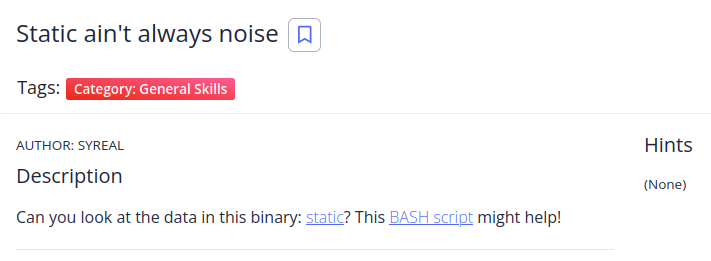 Static ain't always noise
Tags: Category: General Skills
AUTHOR: SYREAL
Description
Can you look at the data in this binary: static? This BASH script might help!
Hints
(None)